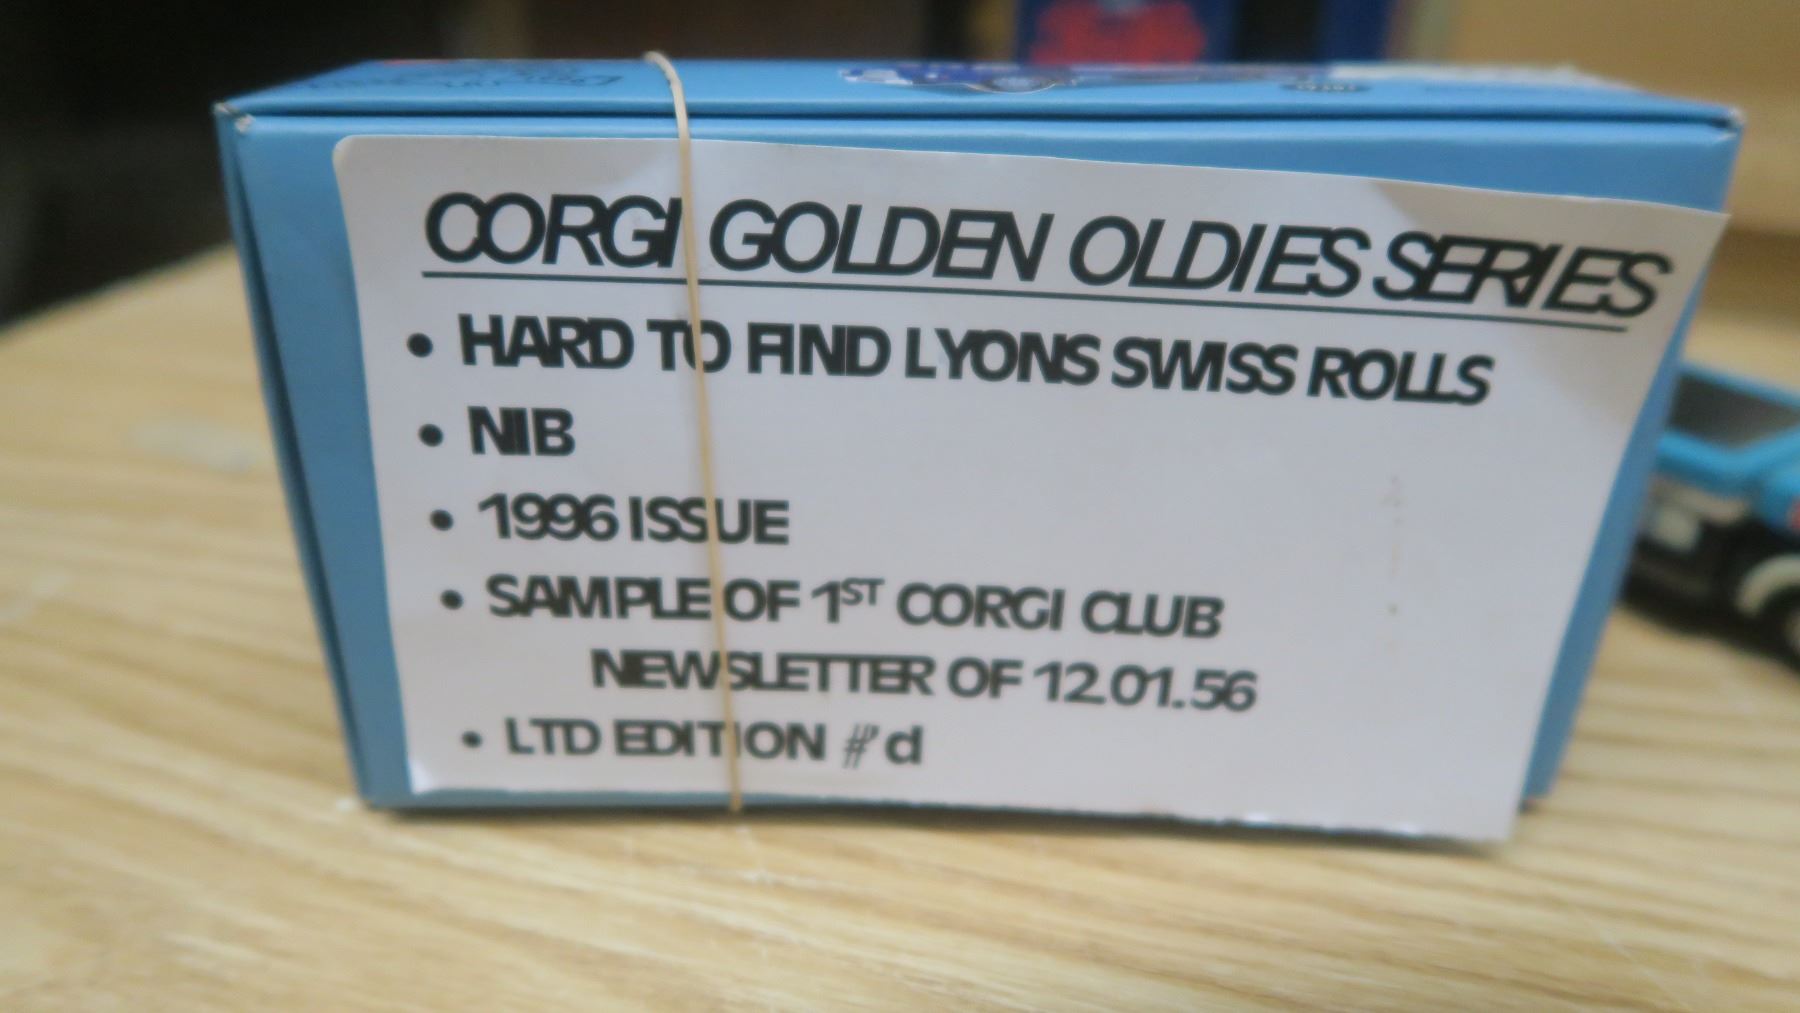 CORGI GOLDEN OLDIES SERIES
• HARD TO FIND LYONS SWISS ROLLS
• NIB
• 1996 ISSUE
• SAMPLE OF 1ST CORGI CLUB
NEWSLETTER OF 12.01.56
• LTD EDITION #'d